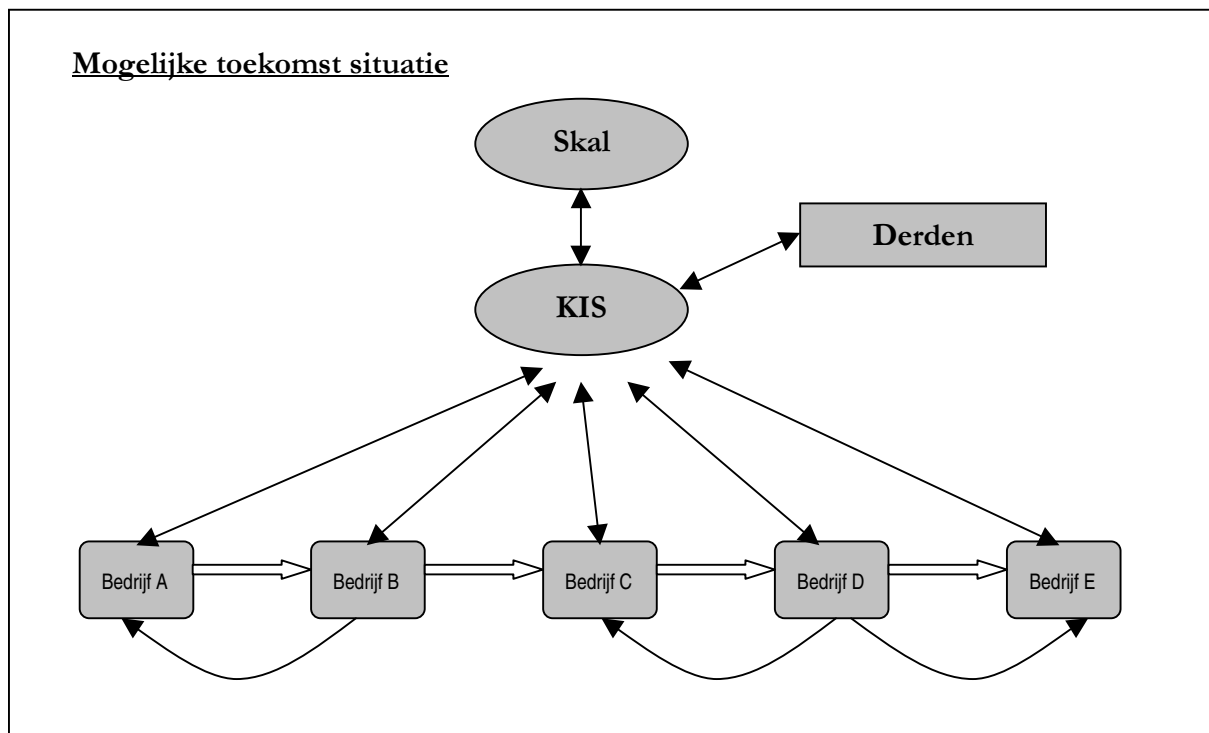 Mogelijke toekomst situatie
Skal
Derden
KIS
Bedrijf A
Bedrijf B
Bedrijf C
Bedrijf D
Bedrijf E